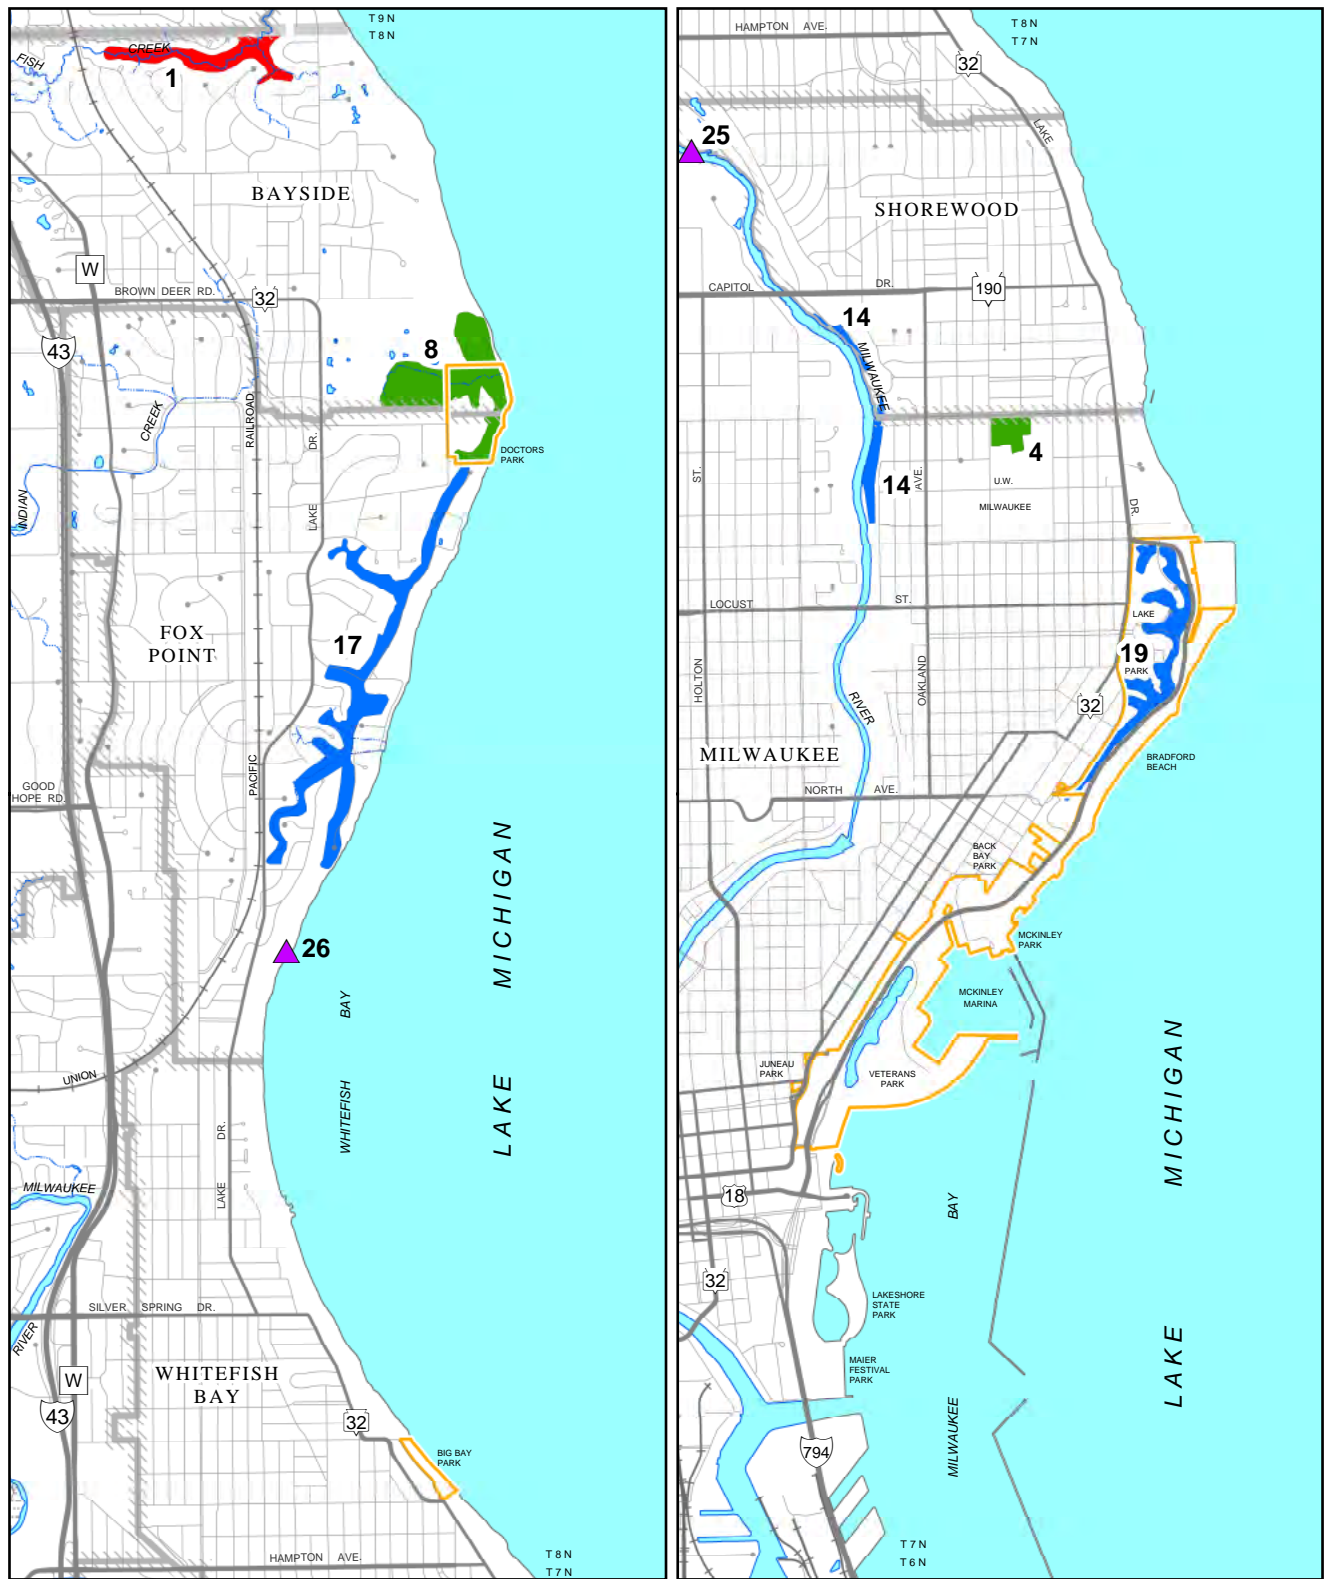 T 9 N
T 8 N
FISH
CREEK
1
BAYSIDE
W
BROWN DEER RD.
32
43
8
CREEK
RAILROAD
DR.
DOCTORS
PARK
INDIAN
LAKE
17
FOX
POINT
PACIFIC
GOOD
HOPE RD.
26
MICHIGAN
BAY
UNION
LAKE
WHITEFISH
DR.
MILWAUKEE
LAKE
SILVER SPRING DR.
RIVER
WHITEFISH
BAY
W
43
32
BIG BAY
PARK
HAMPTON AVE.
T 8 N
T 7 N
HAMPTON AVE.
T 8 N
T 7 N
32
25
LAKE
SHOREWOOD
CAPITOL DR.
190
14
MILWAUKEE
4
ST.
14
AVE.
U.W.
MILWAUKEE
DR.
LOCUST ST.
LAKE
19
PARK
HOLTON
OAKLAND
RIVER
32
MILWAUKEE
BRADFORD
BEACH
NORTH AVE.
BACK
BAY
PARK
MCKINLEY
PARK
MCKINLEY
MARINA
MICHIGAN
JUNEAU
PARK
VETERANS
PARK
18
BAY
32
LAKESHORE
STATE
PARK
LAKE
MAIER
FESTIVAL
PARK
MILWAUKEE
794
T 7 N
T 6 N